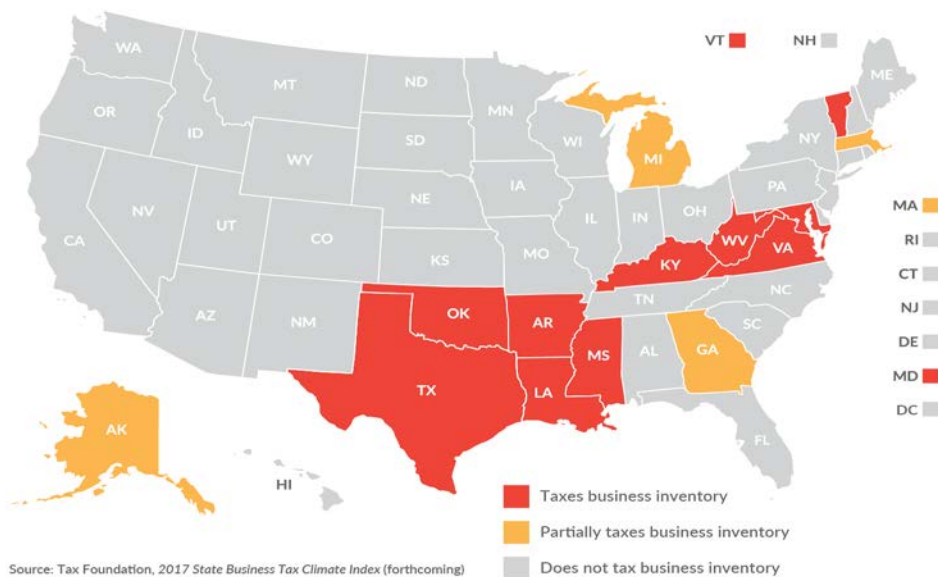 VT
NH
WA
MT
ND
MN
ME
OR
ID
SD
WI
NY
WY
MI
IA
PA
NE
NV
UT
IL
IN
OH
MA
CA
CO
WV
VA
RI
KS
MO
KY
CT
NC
NJ
TN
AZ
NM
OK
AR
SC
DE
MS
AL
GA
TX
LA
MD
DC
AK
FL
HI
Taxes business inventory
Partially taxes business inventory
Does not tax business inventory
Source: Tax Foundation, 2017 State Business Tax Climate Index (forthcoming)